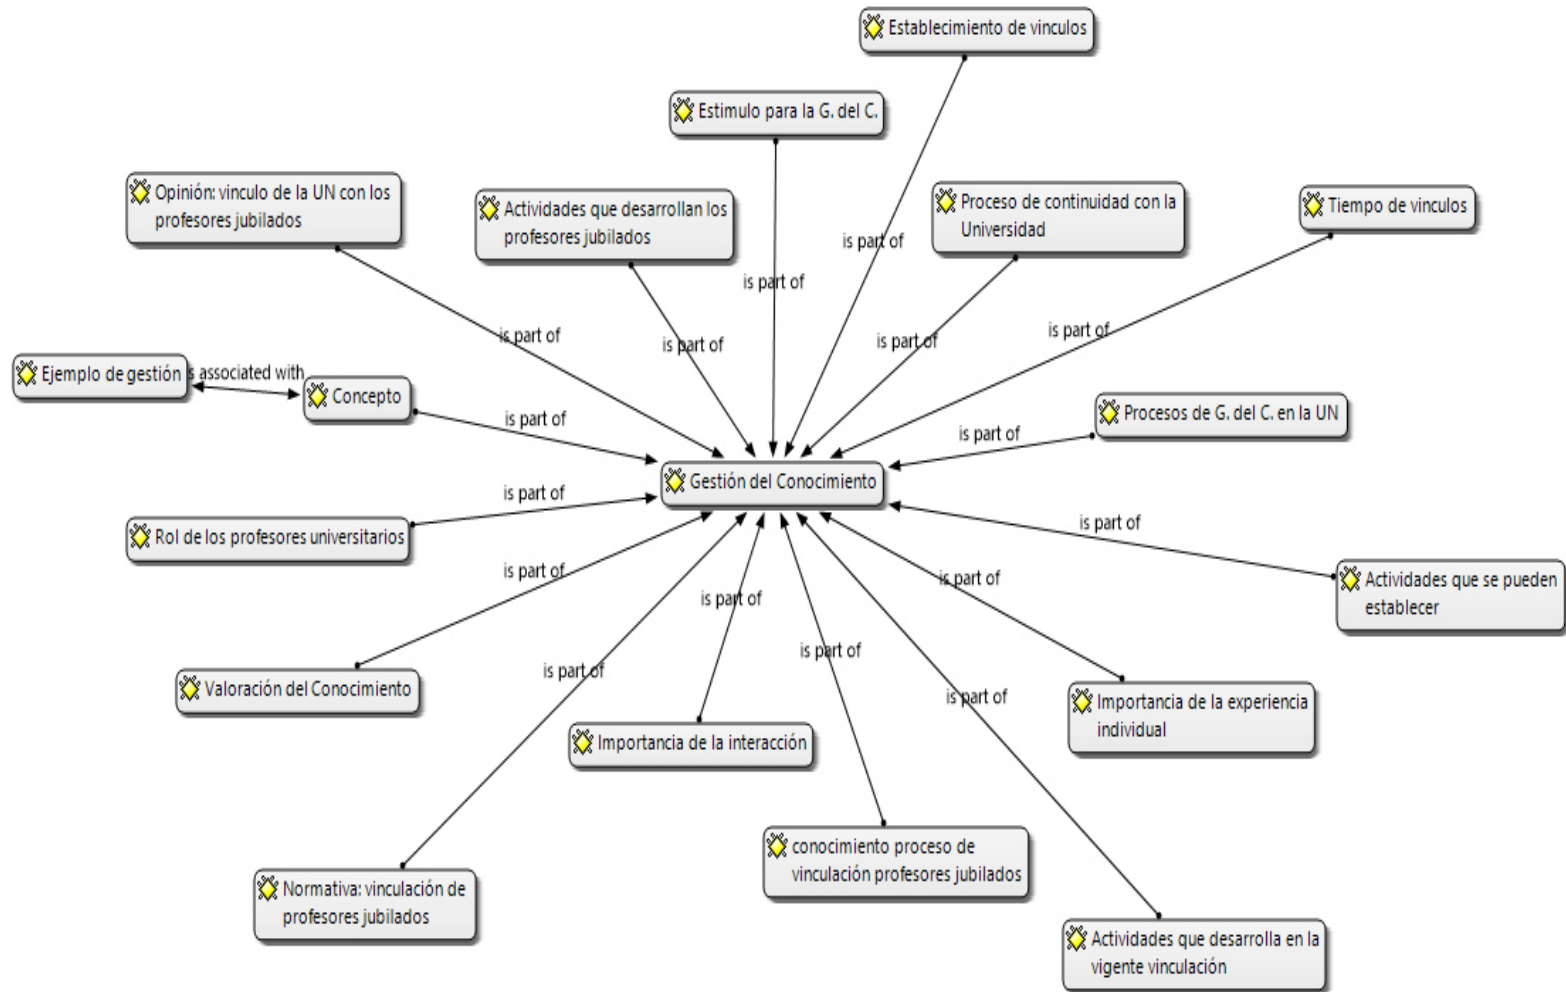 Establecimiento de vinculos
Estimulo para la G. del C.
Opinión: vinculo de la UN con los
profesores jubilados
Actividades que desarrollan los
profesores jubilados
Proceso de continuidad con la
Universidad
Tiempo de vinculos
is part of
is part of
is part of
is part of
is part of
is part of
Ejemplo de gestión
s associated with
Concepto
is part of
Procesos de G. del C. en la UN
is part of
Gestión del Conocimiento
is part of
Rol de los profesores universitarios
is part of
Actividades que se pueden
establecer
is part of
is part of
is part of
Valoración del Conocimiento
is part of
is part of
is part of
Importancia de la experiencia
individual
Importancia de la interacción
conocimiento proceso de
vinculación profesores jubilados
Normativa: vinculación de
profesores jubilados
Actividades que desarrolla en la
vigente vinculación